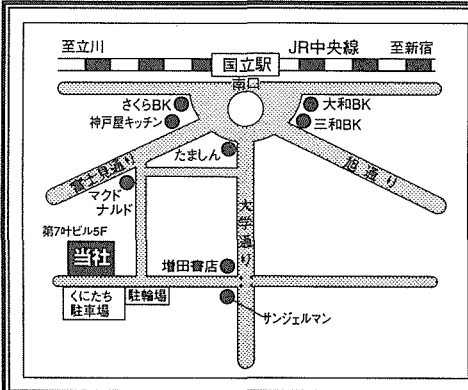 至立川
国立駅
JR中央線
至新宿
南口
さくらBK
大和BK
神戸屋キッチン
三和BK
たましん
富士見通り
旭通り
マクド
ナルド
大学通り
第7叶ビル5F
当社
増田書店
くにたち
駐車場
駐輪場
サンジェルマン